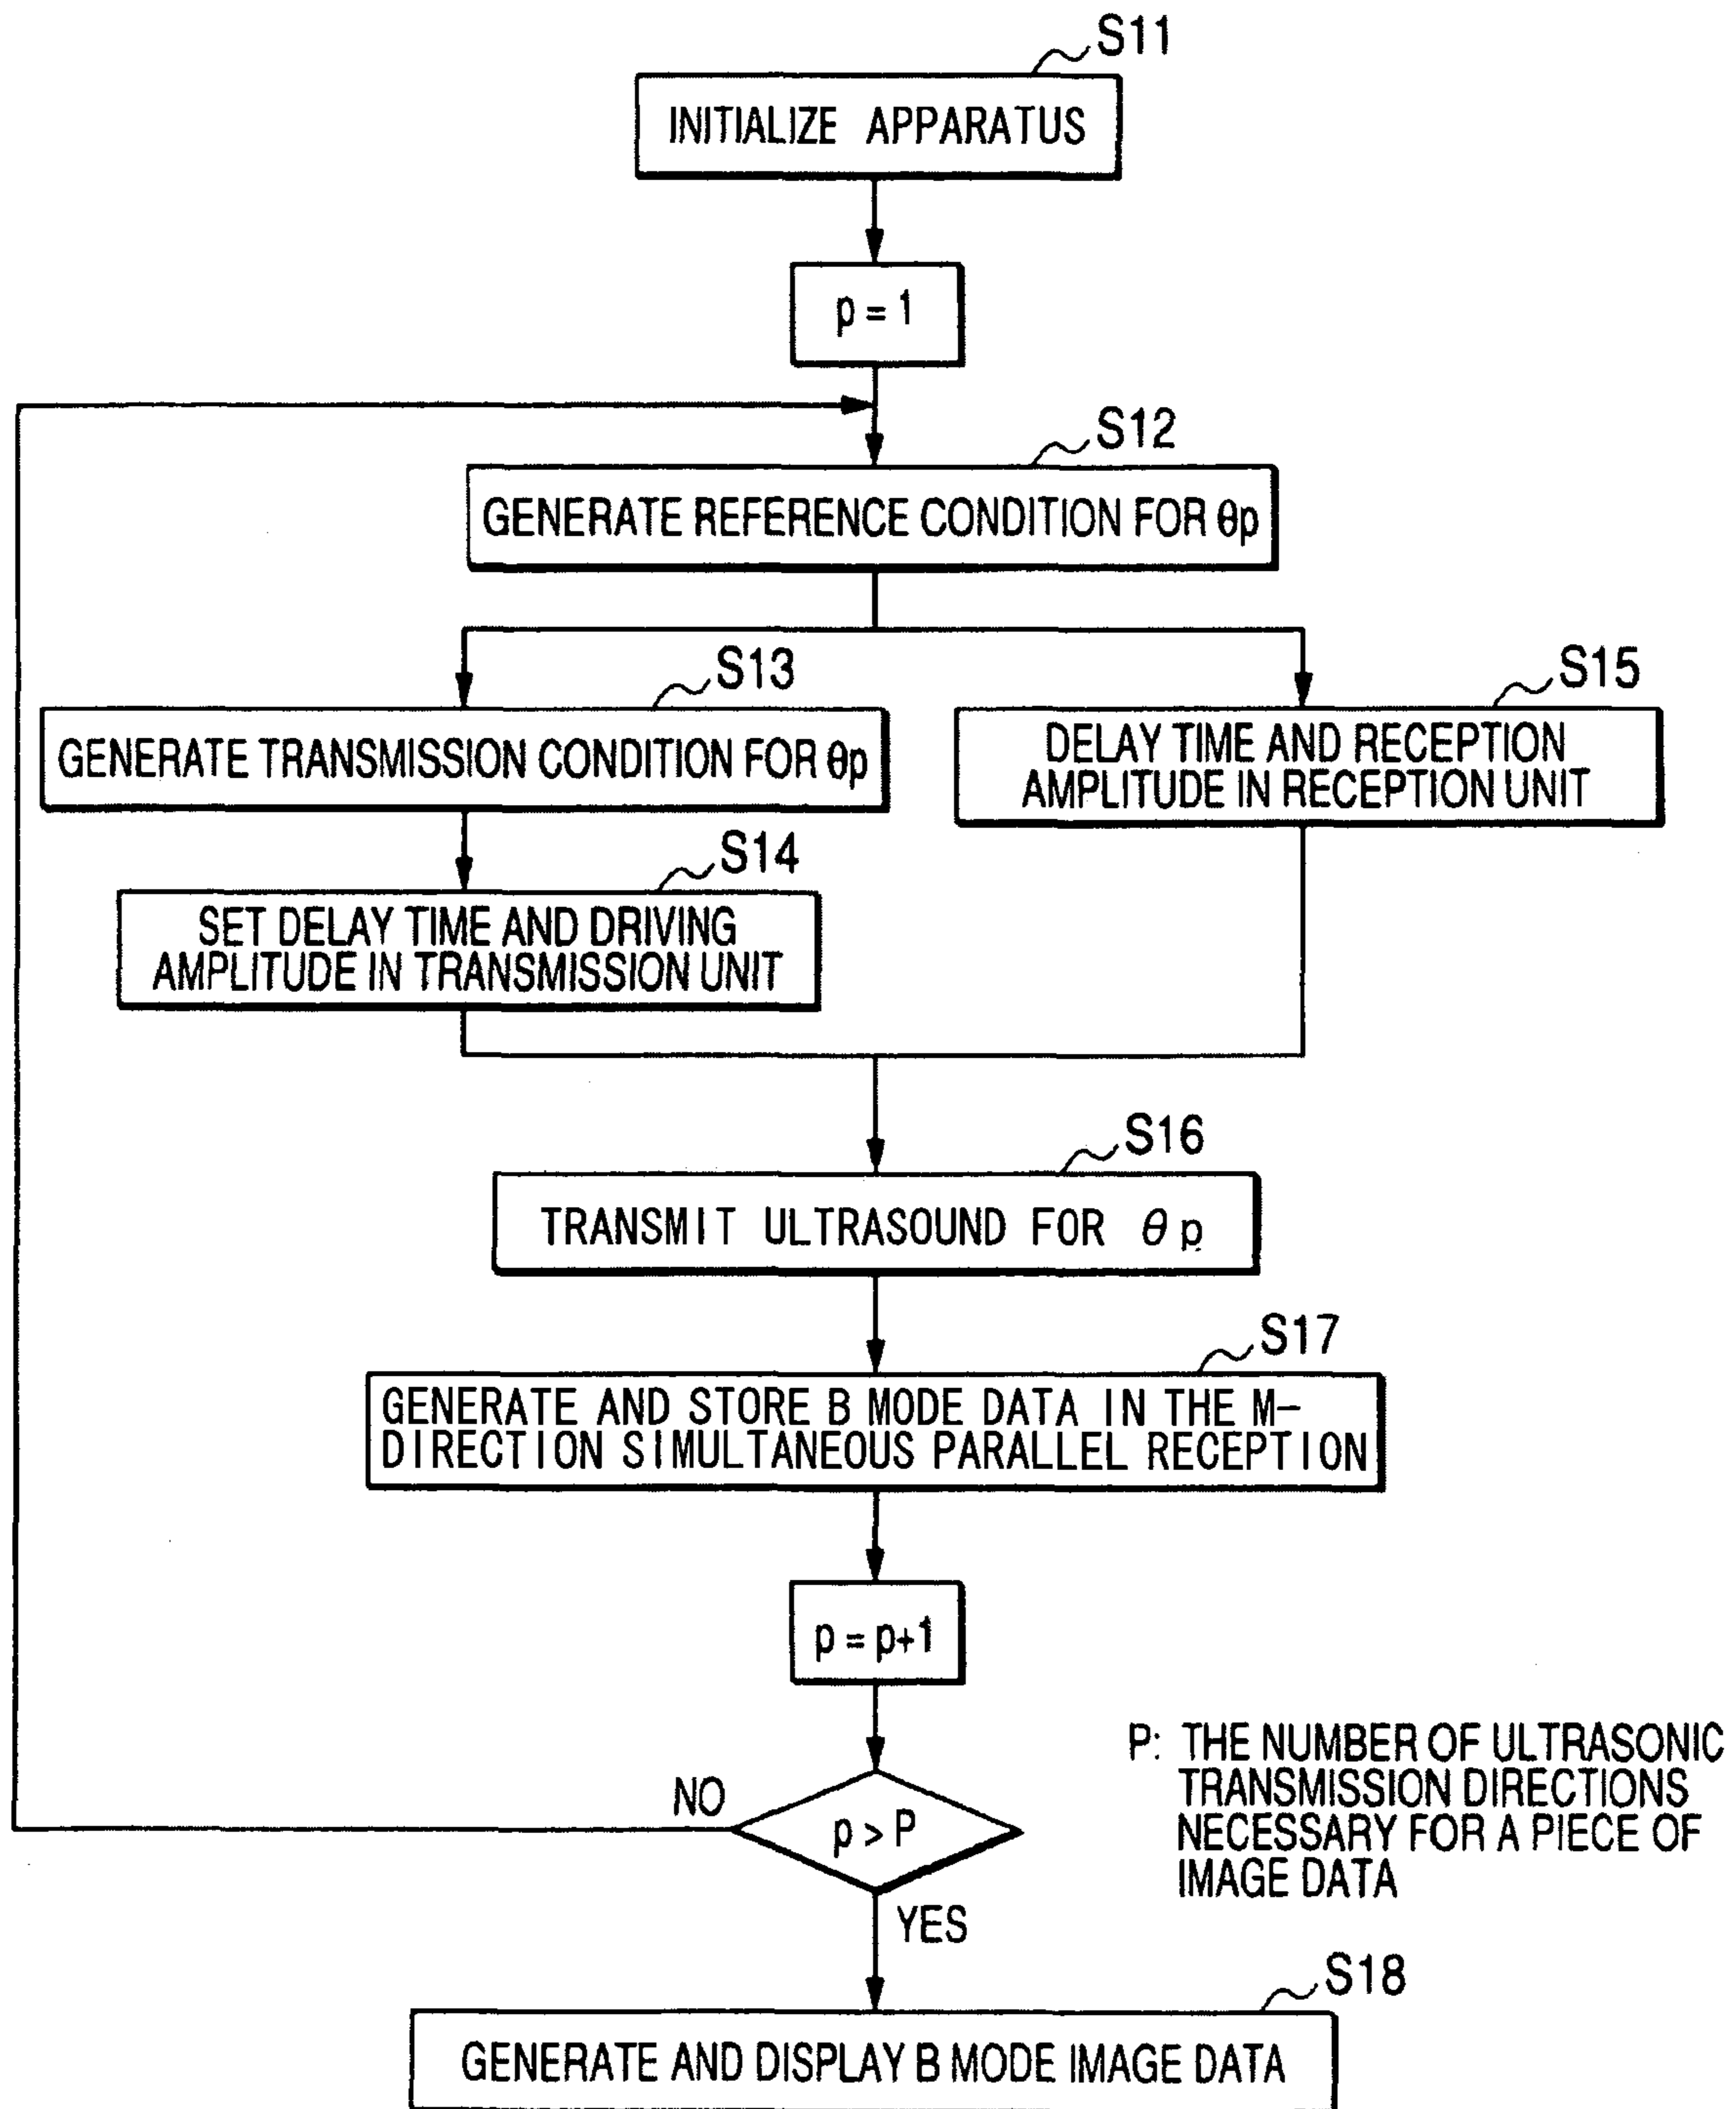 S11
INITIALIZE APPARATUS
p = 1
S12
GENERATE REFERENCE CONDITION FOR θp
S13
GENERATE TRANSMISSION CONDITION FOR θp
S15
DELAY TIME AND RECEPTION
AMPLITUDE IN RECEPTION UNIT
S14
SET DELAY TIME AND DRIVING
AMPLITUDE IN TRANSMISSION UNIT
S16
TRANSMIT ULTRASOUND FOR θ p
S17
GENERATE AND STORE B MODE DATA IN THE M-
DIRECTION SIMULTANEOUS PARALLEL RECEPTION
p = p+1
P: THE NUMBER OF ULTRASONIC
TRANSMISSION DIRECTIONS
NECESSARY FOR A PIECE OF
IMAGE DATA
NO
p > P
YES
S18
GENERATE AND DISPLAY B MODE IMAGE DATA